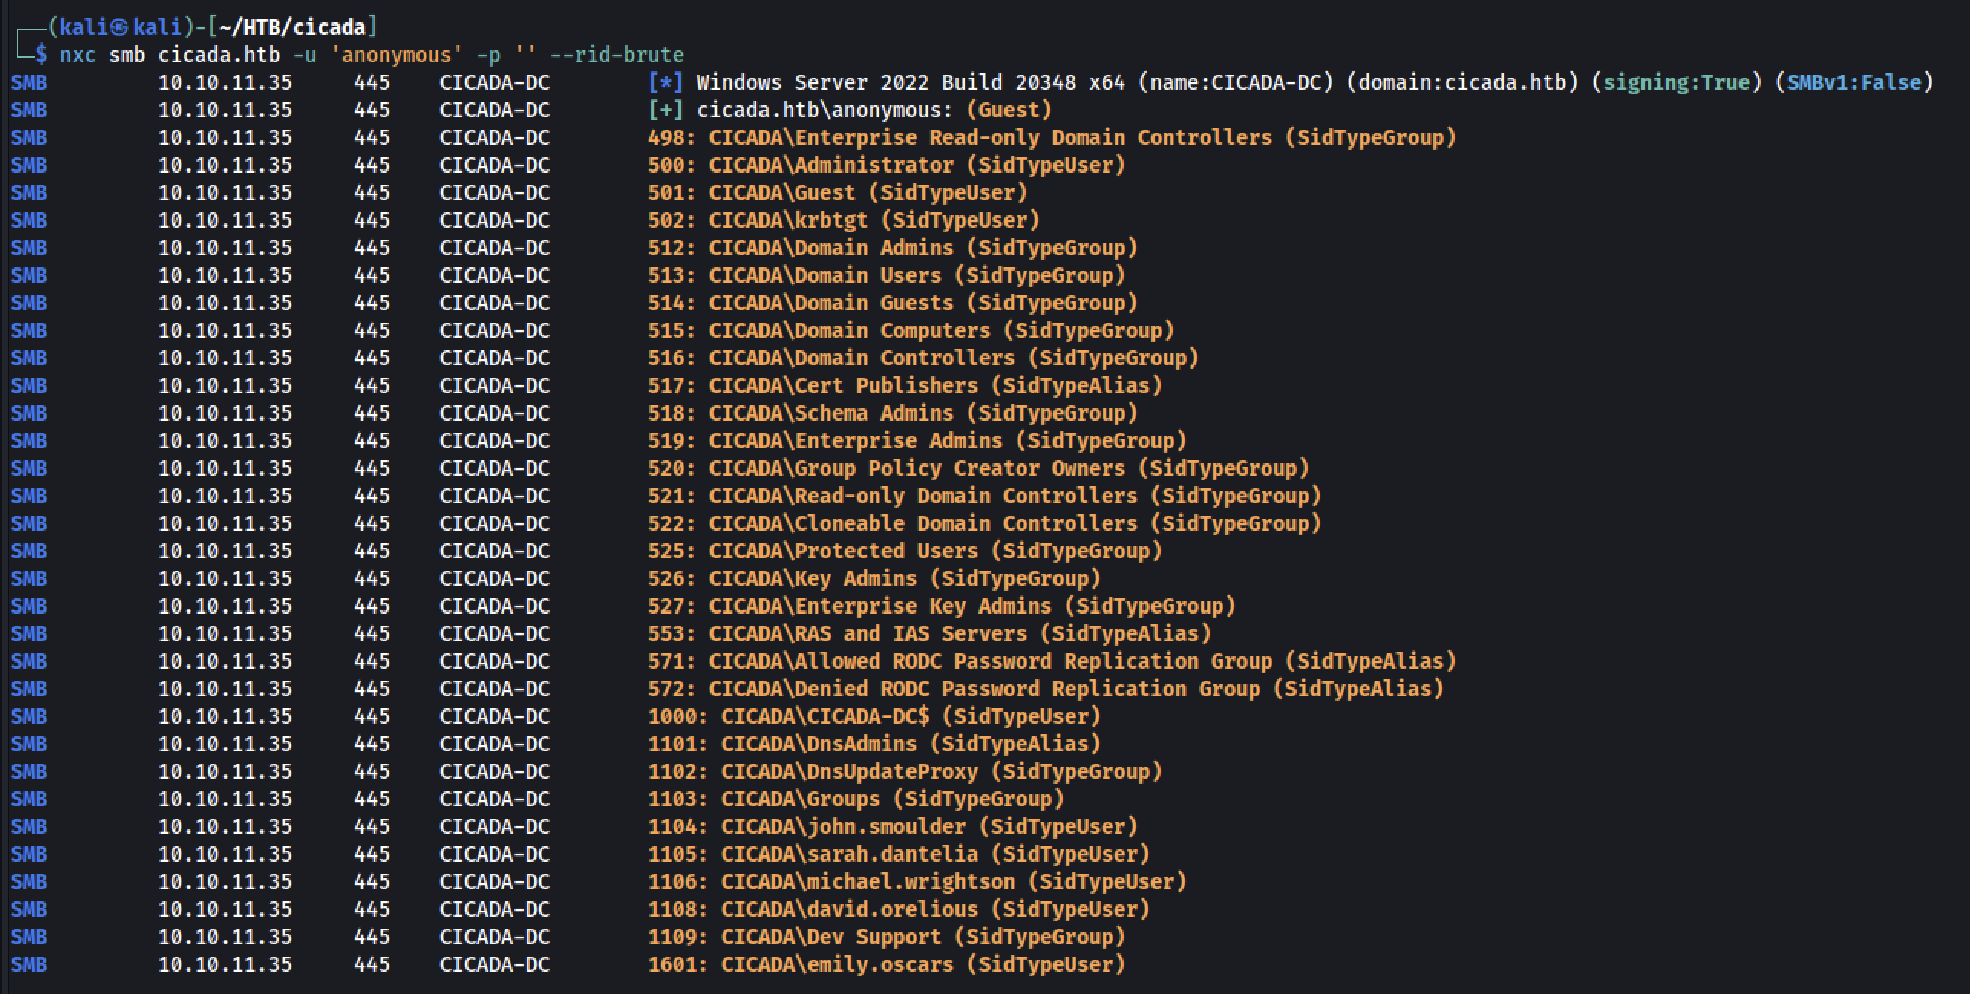 ┌──(kali㉿kali)-[~/HTB/cicada]
└─$ nxc smb cicada.htb -u 'anonymous' -p '' --rid-brute
SMB 10.10.11.35 445 CICADA-DC [*] Windows Server 2022 Build 20348 x64 (name:CICADA-DC) (domain:cicada.htb) (signing:True) (SMBv1:False)
SMB 10.10.11.35 445 CICADA-DC [+] cicada.htb\anonymous: (Guest)
SMB 10.10.11.35 445 CICADA-DC 498: CICADA\Enterprise Read-only Domain Controllers (SidTypeGroup)
SMB 10.10.11.35 445 CICADA-DC 500: CICADA\Administrator (SidTypeUser)
SMB 10.10.11.35 445 CICADA-DC 501: CICADA\Guest (SidTypeUser)
SMB 10.10.11.35 445 CICADA-DC 502: CICADA\krbtgt (SidTypeUser)
SMB 10.10.11.35 445 CICADA-DC 512: CICADA\Domain Admins (SidTypeGroup)
SMB 10.10.11.35 445 CICADA-DC 513: CICADA\Domain Users (SidTypeGroup)
SMB 10.10.11.35 445 CICADA-DC 514: CICADA\Domain Guests (SidTypeGroup)
SMB 10.10.11.35 445 CICADA-DC 515: CICADA\Domain Computers (SidTypeGroup)
SMB 10.10.11.35 445 CICADA-DC 516: CICADA\Domain Controllers (SidTypeGroup)
SMB 10.10.11.35 445 CICADA-DC 517: CICADA\Cert Publishers (SidTypeAlias)
SMB 10.10.11.35 445 CICADA-DC 518: CICADA\Schema Admins (SidTypeGroup)
SMB 10.10.11.35 445 CICADA-DC 519: CICADA\Enterprise Admins (SidTypeGroup)
SMB 10.10.11.35 445 CICADA-DC 520: CICADA\Group Policy Creator Owners (SidTypeGroup)
SMB 10.10.11.35 445 CICADA-DC 521: CICADA\Read-only Domain Controllers (SidTypeGroup)
SMB 10.10.11.35 445 CICADA-DC 522: CICADA\Cloneable Domain Controllers (SidTypeGroup)
SMB 10.10.11.35 445 CICADA-DC 525: CICADA\Protected Users (SidTypeGroup)
SMB 10.10.11.35 445 CICADA-DC 526: CICADA\Key Admins (SidTypeGroup)
SMB 10.10.11.35 445 CICADA-DC 527: CICADA\Enterprise Key Admins (SidTypeGroup)
SMB 10.10.11.35 445 CICADA-DC 553: CICADA\RAS and IAS Servers (SidTypeAlias)
SMB 10.10.11.35 445 CICADA-DC 571: CICADA\Allowed RODC Password Replication Group (SidTypeAlias)
SMB 10.10.11.35 445 CICADA-DC 572: CICADA\Denied RODC Password Replication Group (SidTypeAlias)
SMB 10.10.11.35 445 CICADA-DC 1000: CICADA\CICADA-DC$ (SidTypeUser)
SMB 10.10.11.35 445 CICADA-DC 1101: CICADA\DnsAdmins (SidTypeAlias)
SMB 10.10.11.35 445 CICADA-DC 1102: CICADA\DnsUpdateProxy (SidTypeGroup)
SMB 10.10.11.35 445 CICADA-DC 1103: CICADA\Groups (SidTypeGroup)
SMB 10.10.11.35 445 CICADA-DC 1104: CICADA\john.smoulder (SidTypeUser)
SMB 10.10.11.35 445 CICADA-DC 1105: CICADA\sarah.dantelia (SidTypeUser)
SMB 10.10.11.35 445 CICADA-DC 1106: CICADA\michael.wrightson (SidTypeUser)
SMB 10.10.11.35 445 CICADA-DC 1108: CICADA\david.orelious (SidTypeUser)
SMB 10.10.11.35 445 CICADA-DC 1109: CICADA\Dev Support (SidTypeGroup)
SMB 10.10.11.35 445 CICADA-DC 1601: CICADA\emily.oscars (SidTypeUser)